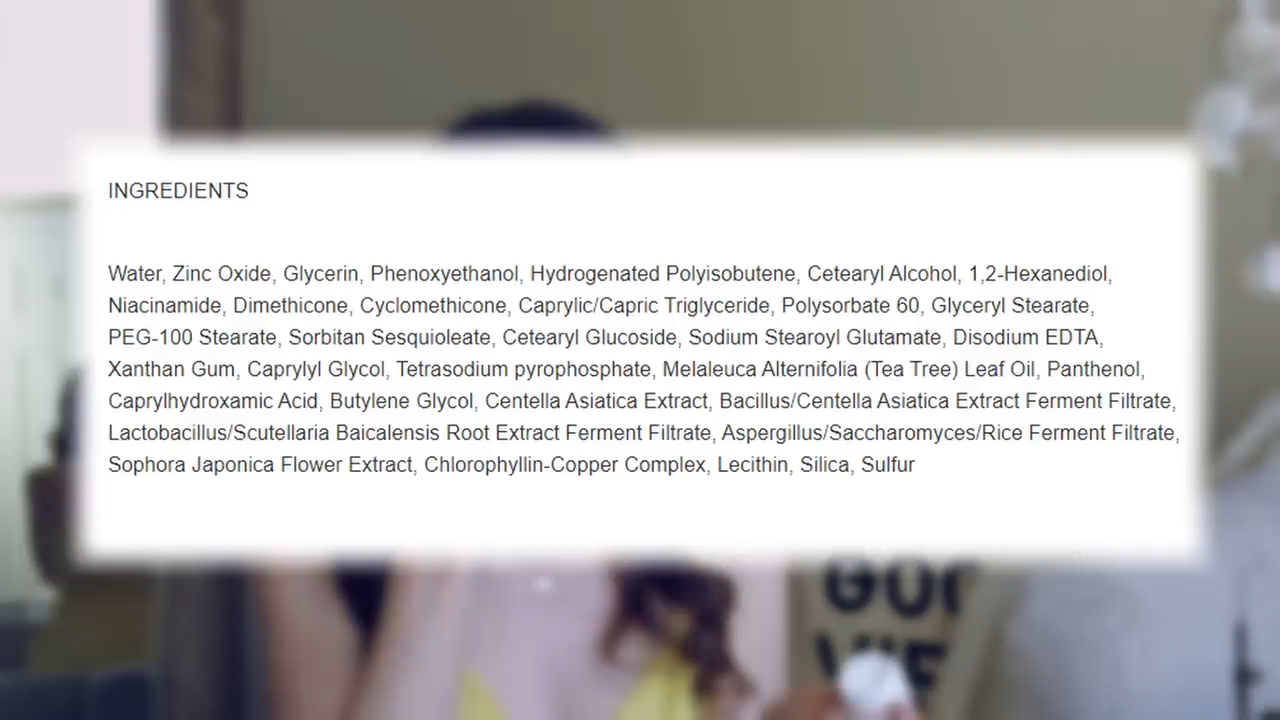 INGREDIENTS
Water, Zinc Oxide, Glycerin, Phenoxyethanol, Hydrogenated Polyisobutene, Cetearyl Alcohol, 1,2-Hexanediol,
Niacinamide, Dimethicone, Cyclomethicone, Caprylic/Capric Triglyceride, Polysorbate 60, Glyceryl Stearate,
PEG-100 Stearate, Sorbitan Sesquioleate, Cetearyl Glucoside, Sodium Stearoyl Glutamate, Disodium EDTA,
Xanthan Gum, Caprylyl Glycol, Tetrasodium pyrophosphate, Melaleuca Alternifolia (Tea Tree) Leaf Oil, Panthenol,
Caprylhydroxamic Acid, Butylene Glycol, Centella Asiatica Extract, Bacillus/Centella Asiatica Extract Ferment Filtrate,
Lactobacillus/Scutellaria Baicalensis Root Extract Ferment Filtrate, Aspergillus/Saccharomyces/Rice Ferment Filtrate,
Sophora Japonica Flower Extract, Chlorophyllin-Copper Complex, Lecithin, Silica, Sulfur